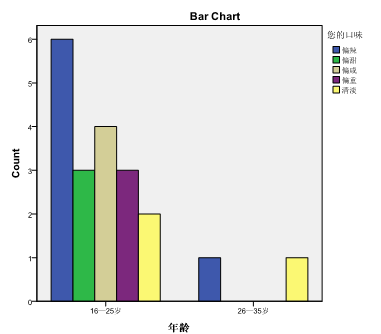 Bar Chart
您的口味
偏辣
偏甜
偏咸
偏重
清淡
Count
6
5
4
3
2
1
0
16—25岁
26—35岁
年龄